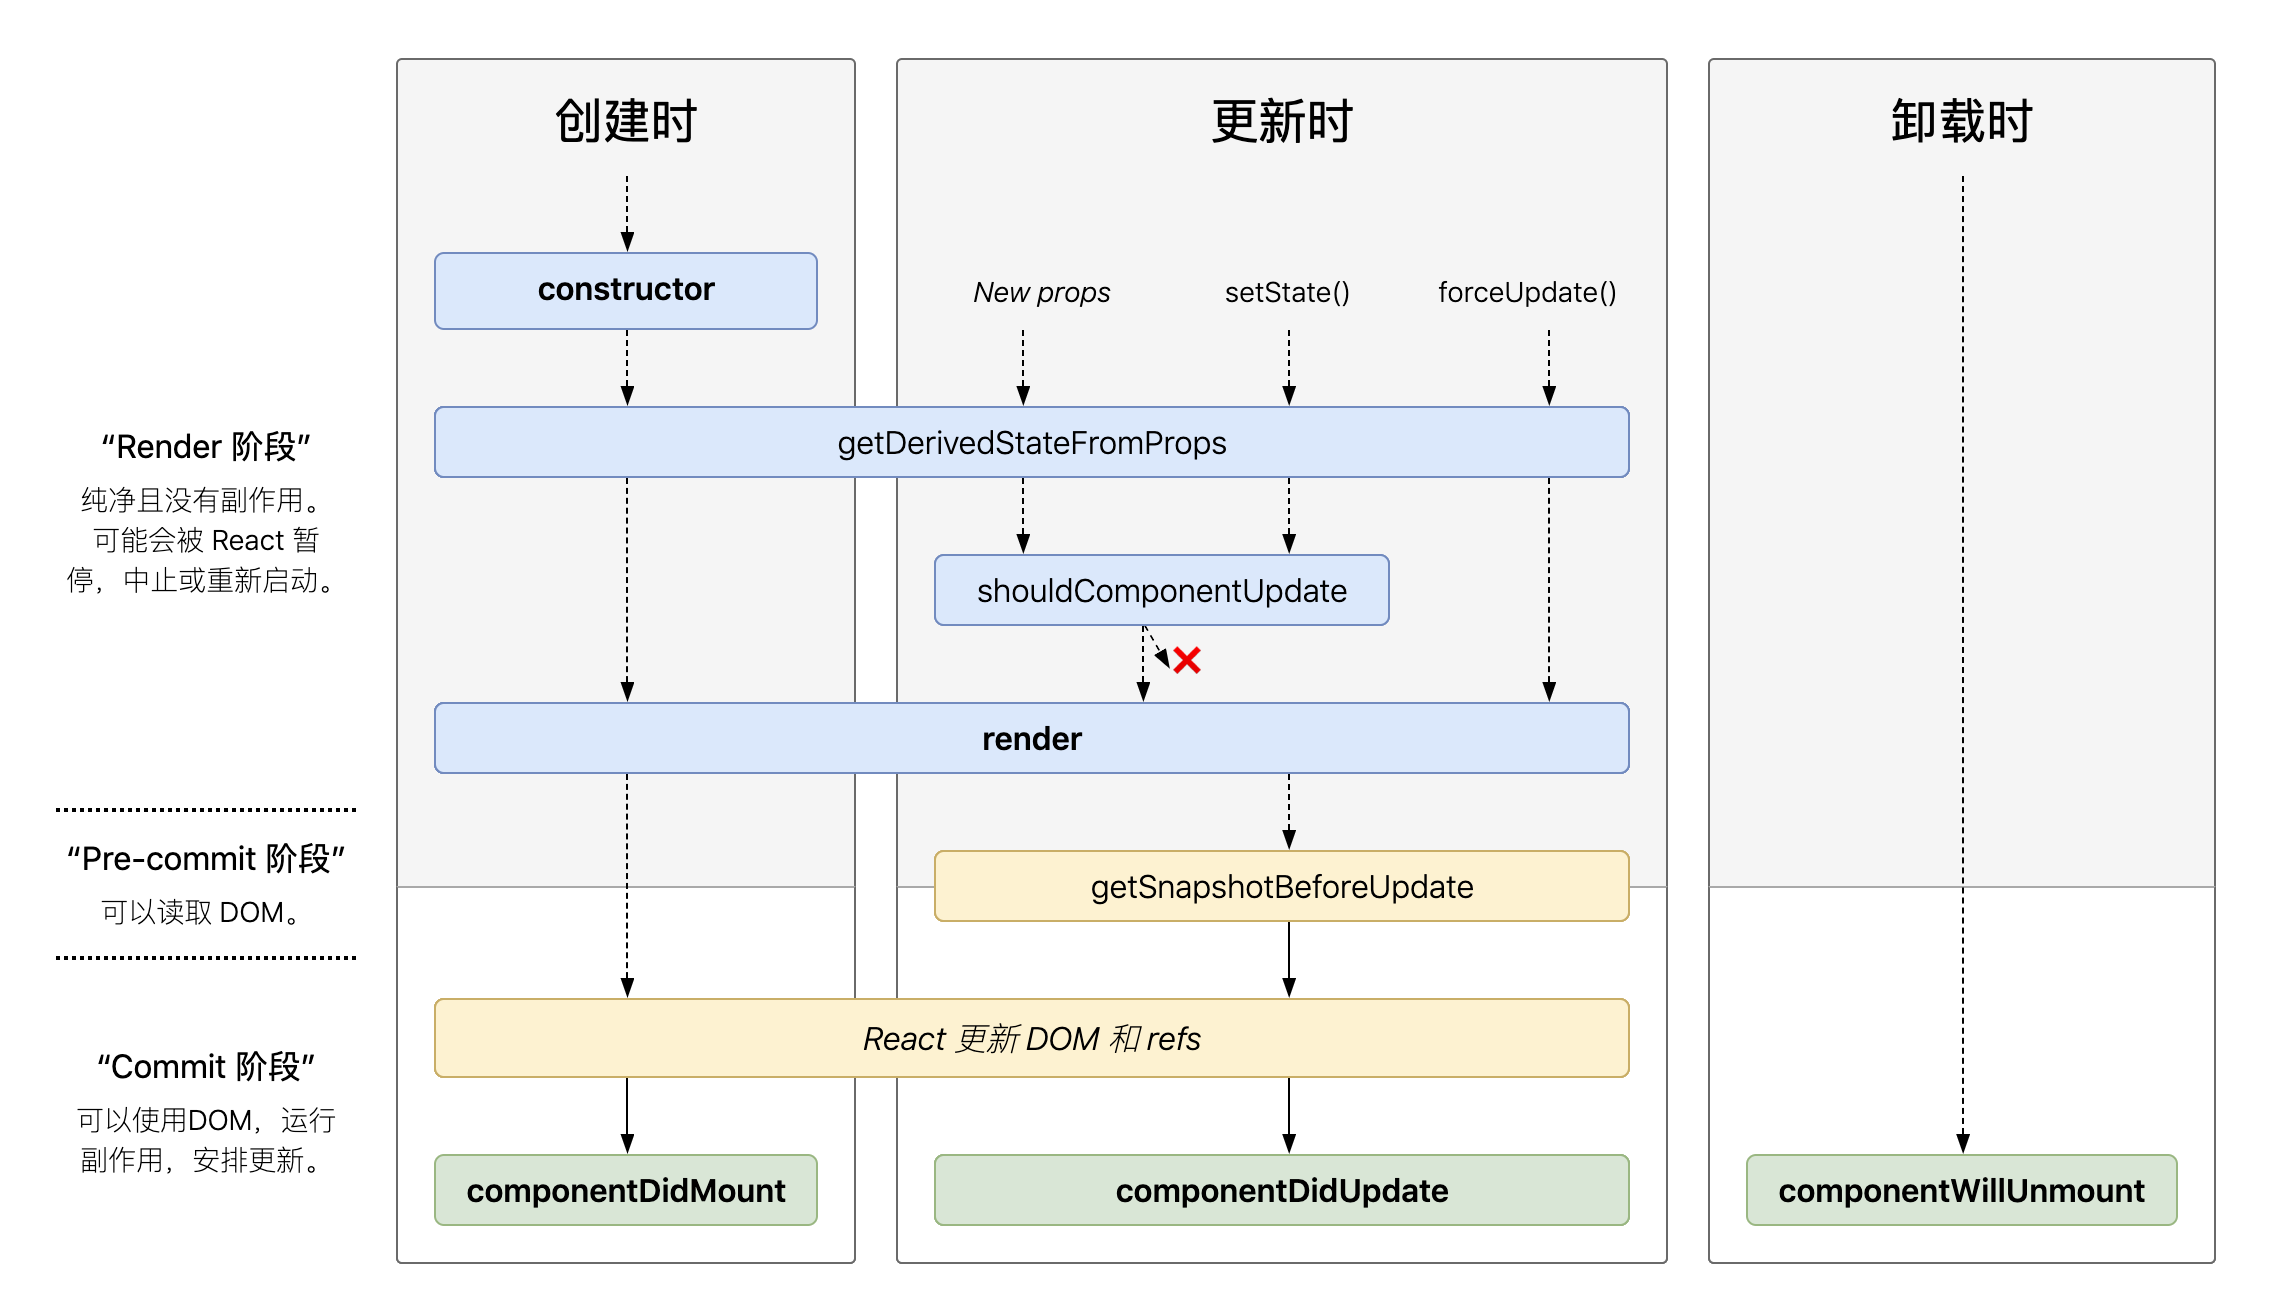 创建时
更新时
卸载时
constructor
New props
setState()
forceUpdate()
getDerivedStateFromProps
“Render 阶段”
纯净且没有副作用。
可能会被 React 暂
停，中止或重新启动。
shouldComponentUpdate
render
“Pre-commit 阶段”
可以读取 DOM。
getSnapshotBeforeUpdate
React 更新 DOM 和 refs
“Commit 阶段”
可以使用DOM，运行
副作用，安排更新。
componentDidMount
componentDidUpdate
componentWillUnmount